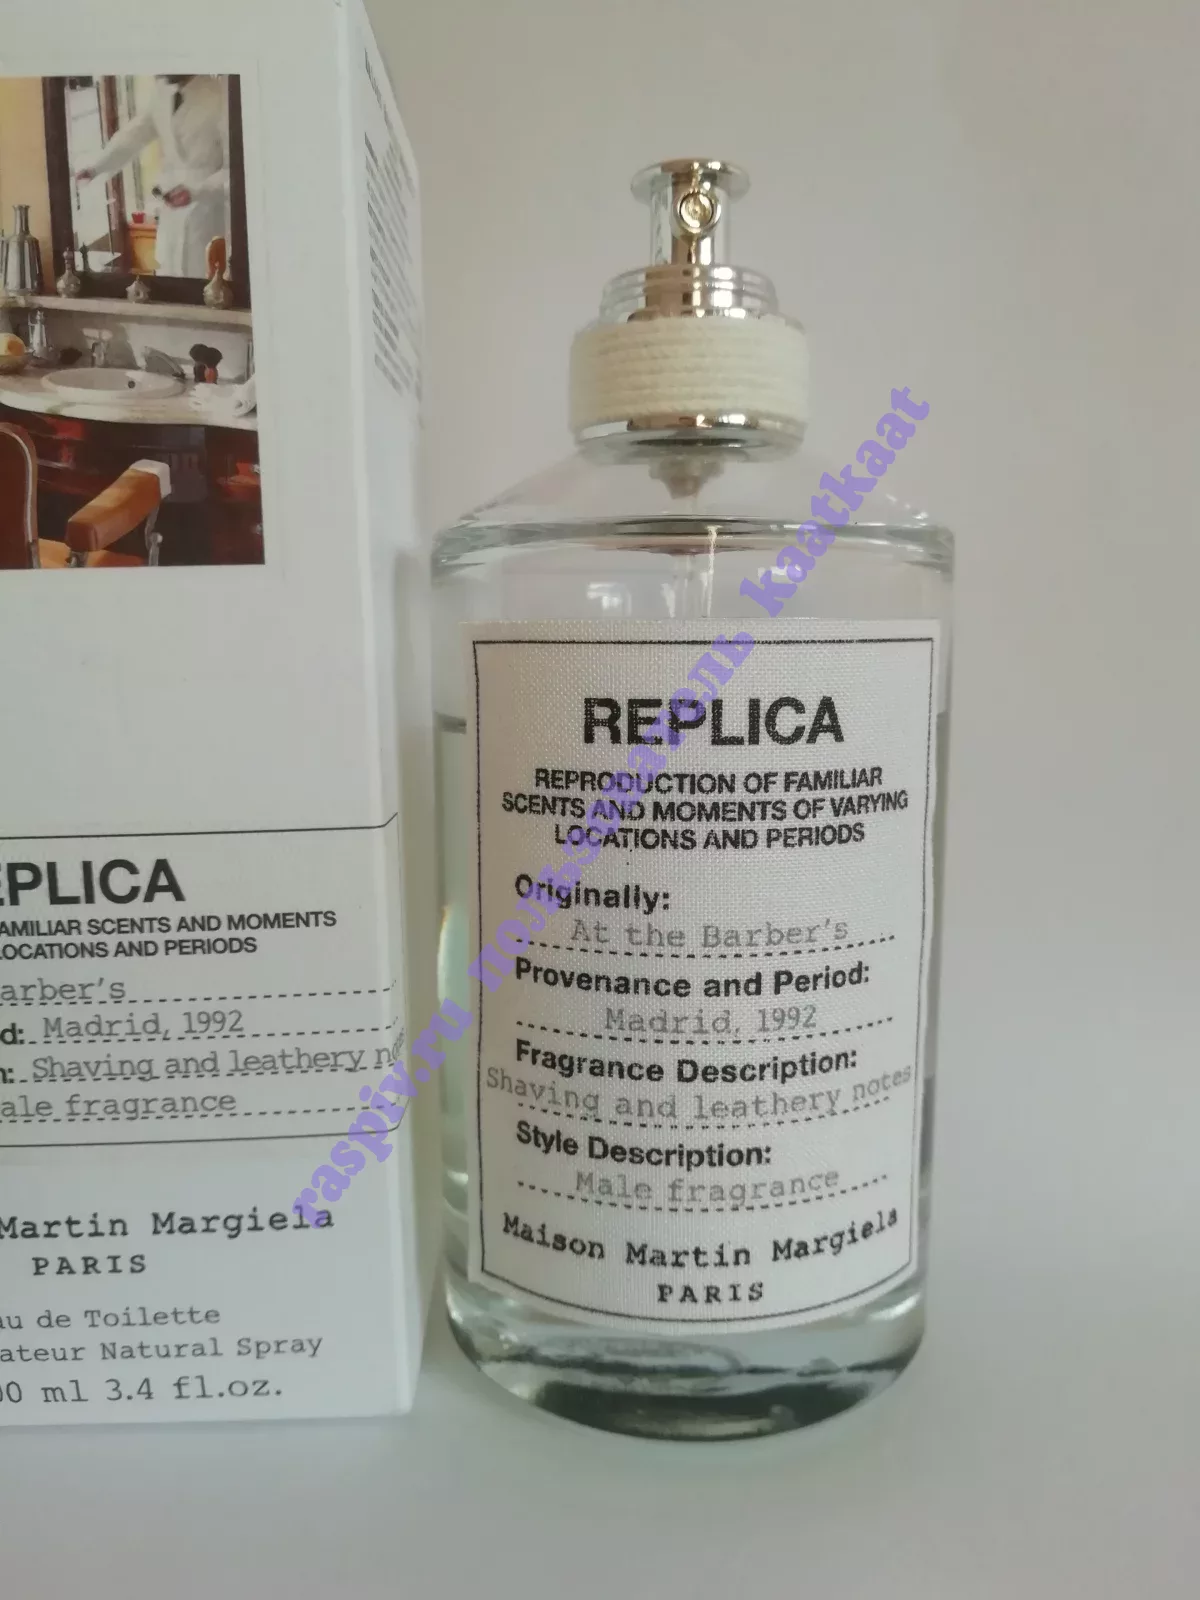 EPLICA
AMILIAR SCENTS AND MOMENTS
LOCATIONS AND PERIODS
arber's
d: Madrid, 1992
n: Shaving and leathery
ale fragrance
Martin Margiela
PARIS
au de Toilette
ateur Natural Spray
00 ml 3.4 fl.oz.
REPLICA
REPRODUCTION OF FAMILIAR
SCENTS AND MOMENTS OF VARYING
LOCATIONS AND PERIODS
Originally:
At the Barber's
Provenance and Period:
Madrid, 1992
Fragrance Description:
Shaving and leathery notes
Style Description:
Male fragrance
Maison Martin Margiela
PARIS
raspiv.ru пользователь kaatkaat